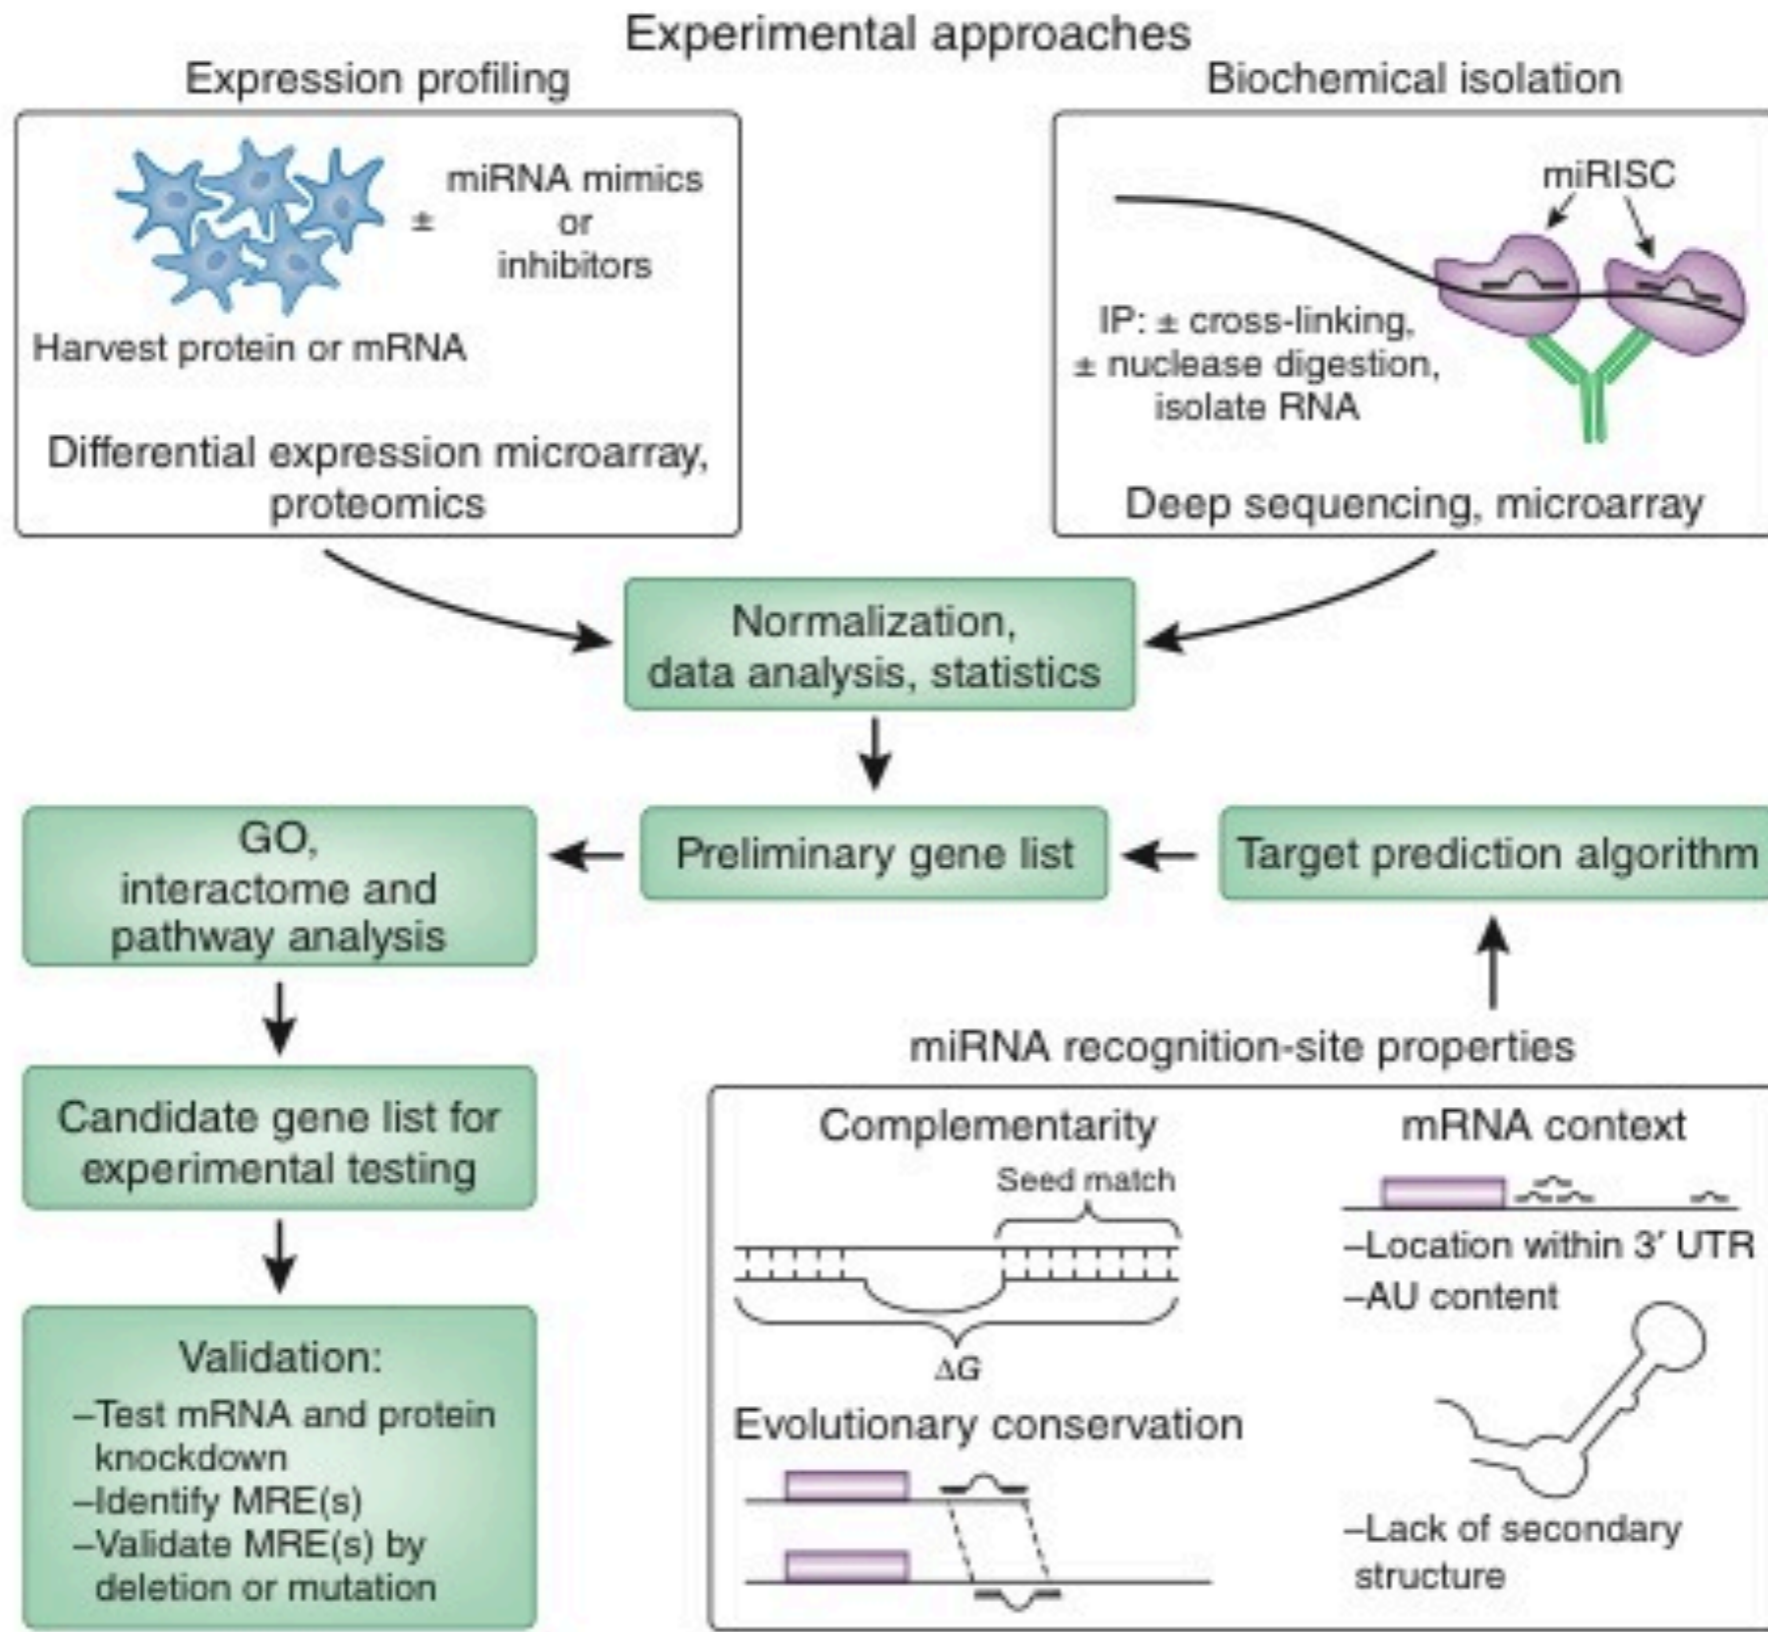 Experimental approaches
Expression profiling
miRNA mimics
±
or
inhibitors
Harvest protein or mRNA
Differential expression microarray,
proteomics
Biochemical isolation
miRISC
IP: ± cross-linking,
± nuclease digestion,
isolate RNA
Deep sequencing, microarray
Normalization,
data analysis, statistics
Preliminary gene list
Target prediction algorithm
GO,
interactome and
pathway analysis
Candidate gene list for
experimental testing
Validation:
–Test mRNA and protein
knockdown
–Identify MRE(s)
–Validate MRE(s) by
deletion or mutation
miRNA recognition-site properties
Complementarity
Seed match
ΔG
Evolutionary conservation
mRNA context
–Location within 3′ UTR
–AU content
–Lack of secondary
structure